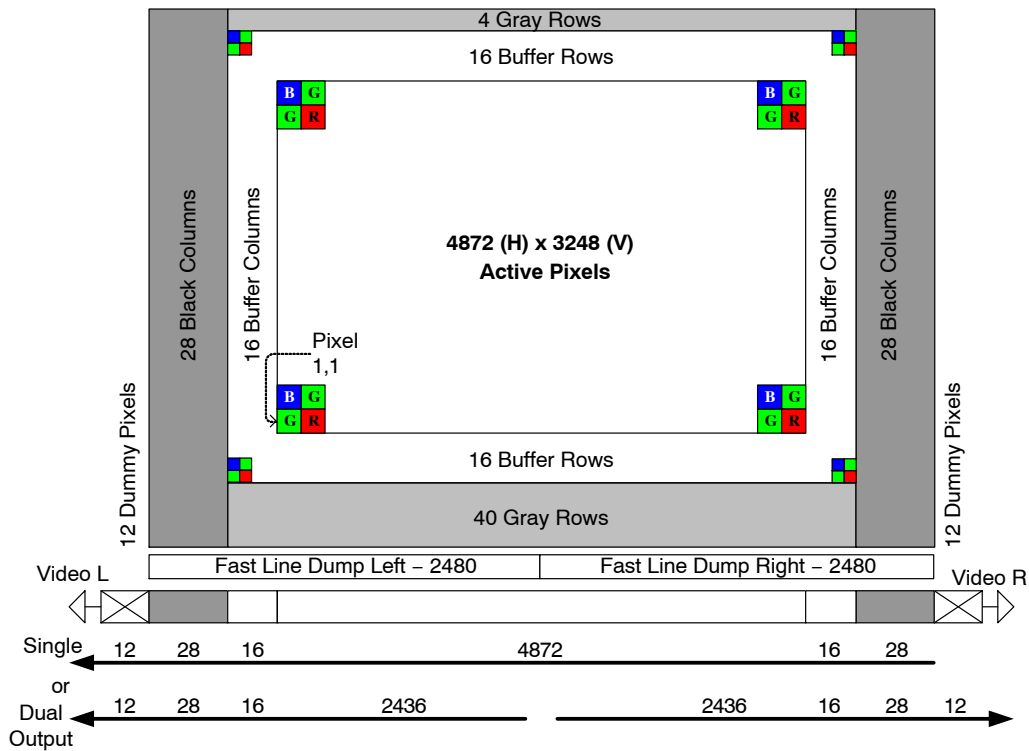 4 Gray Rows
16 Buffer Rows
B G
G R
B G
G R
28 Black Columns
16 Buffer Columns
4872 (H) x 3248 (V)
Active Pixels
16 Buffer Columns
28 Black Columns
Pixel
1,1
B G
G R
B G
G R
12 Dummy Pixels
16 Buffer Rows
12 Dummy Pixels
40 Gray Rows
Fast Line Dump Left – 2480
Fast Line Dump Right – 2480
Video L
Video R
Single
12 28 16 4872 16 28
or
Dual
Output
12 28 16 2436 2436 16 28 12